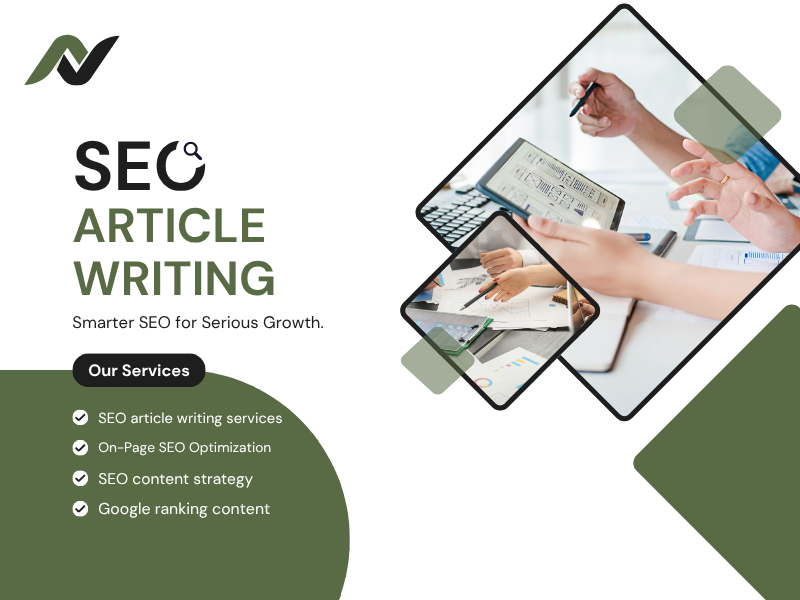 SEO
ARTICLE
WRITING
Smarter SEO for Serious Growth.
Our Services
SEO article writing services
On-Page SEO Optimization
SEO content strategy
Google ranking content